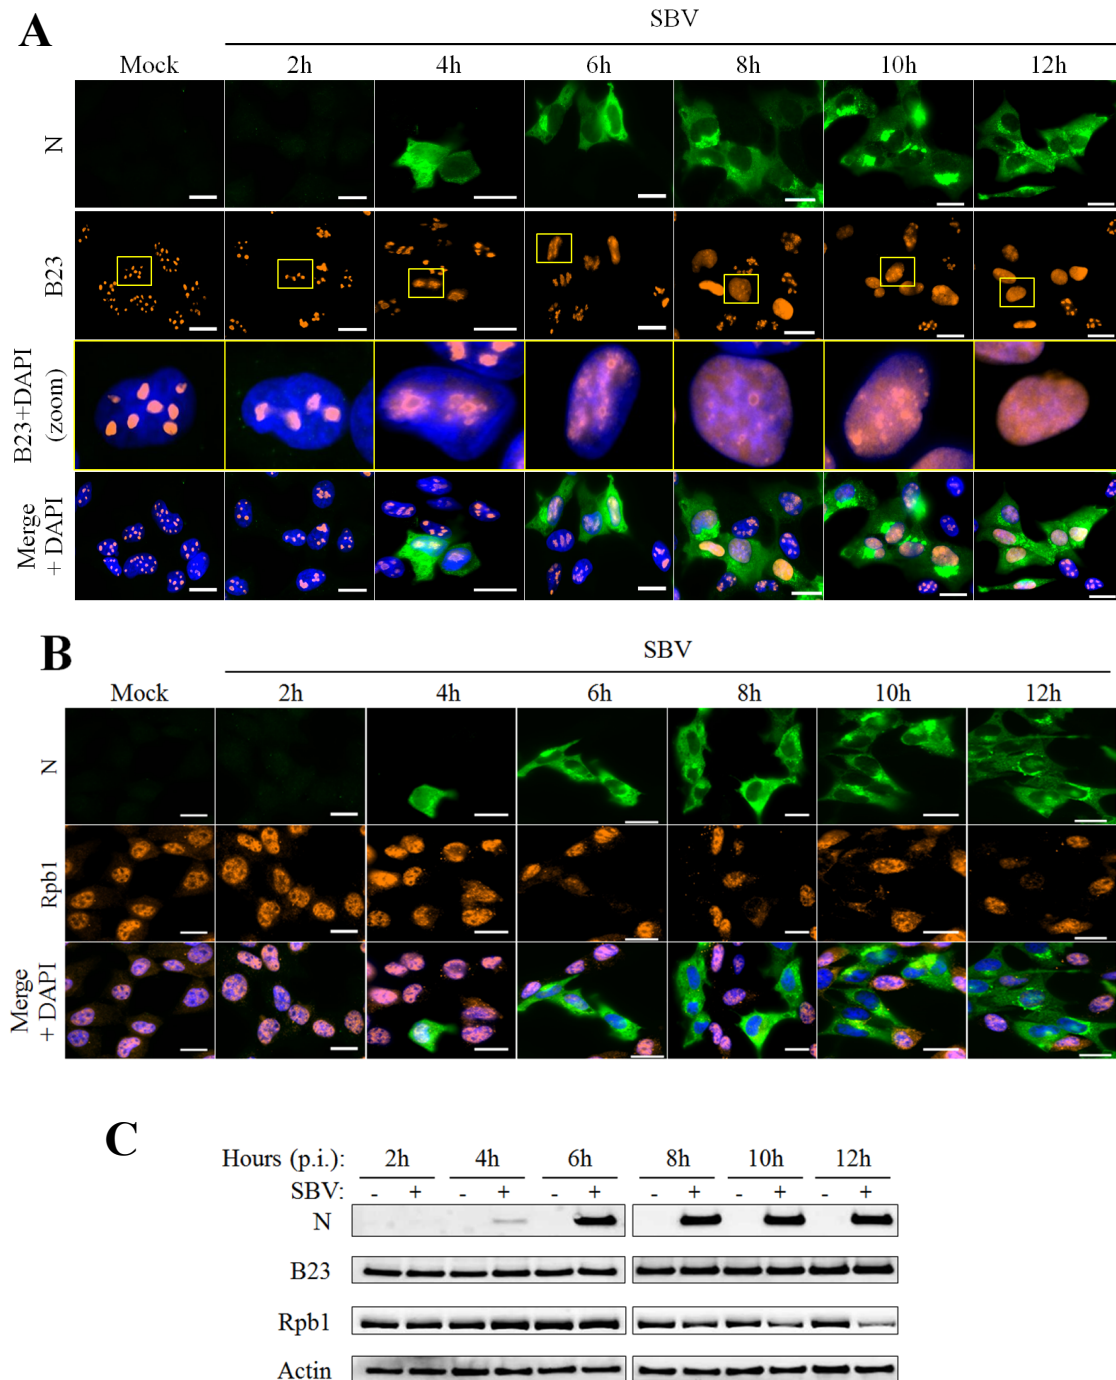 A
SBV
Mock 2h 4h 6h 8h 10h 12h
N
B23
B23+DAPI
(zoom)
Merge
+ DAPI
B
SBV
Mock 2h 4h 6h 8h 10h 12h
N
Rpb1
Merge
+ DAPI
C
Hours (p.i.): 2h 4h 6h 8h 10h 12h
SBV: - + - + - + - + - + - +
N
B23
Rpb1
Actin